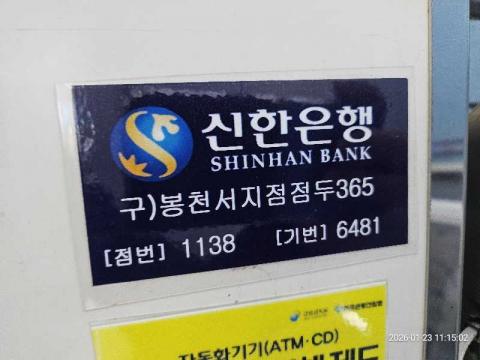 신한은행
SHINHAN BANK
구)봉천서지점점두365
[점번] 1138 [기번] 6481
자동화기기(ATM·CD)
2026-01-23 11:15:02